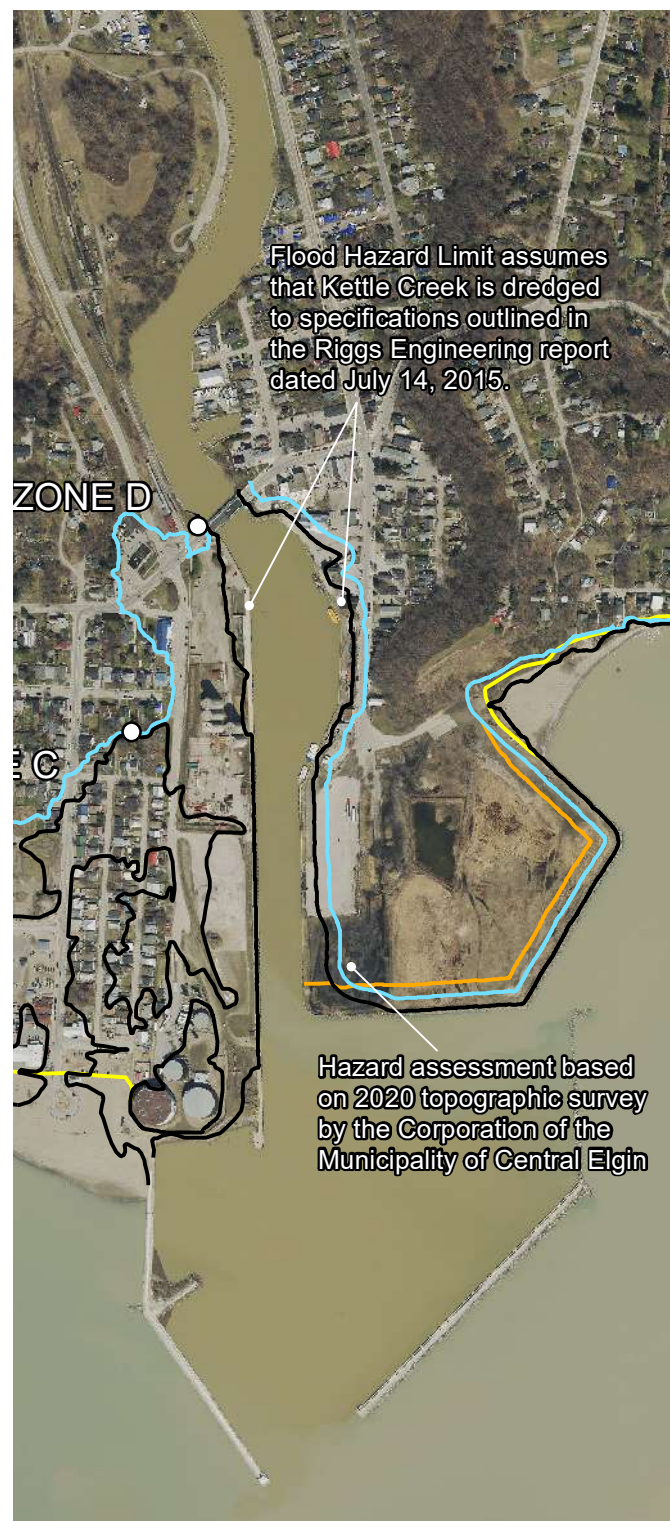 Flood Hazard Limit assumes
that Kettle Creek is dredged
to specifications outlined in
the Riggs Engineering report
dated July 14, 2015.
ZONE D
E C
Hazard assessment based
on 2020 topographic survey
by the Corporation of the
Municipality of Central Elgin